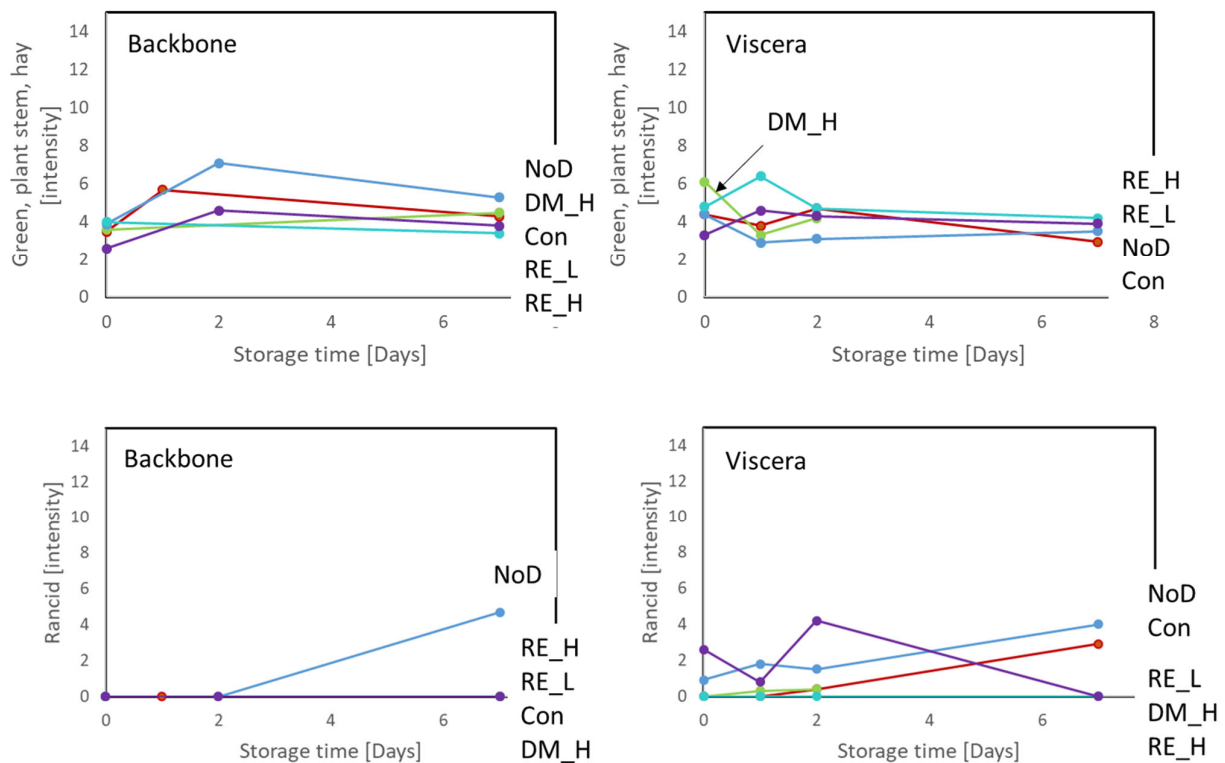 Green, plant stem, hay
[intensity]
14
12
10
8
6
4
2
0
Backbone
NoD
DM_H
Con
RE_L
RE_H
0 2 4 6
Storage time [Days]
Green, plant stem, hay
[intensity]
14
12
10
8
6
4
2
0
Viscera
DM_H
RE_H
RE_L
NoD
Con
0 2 4 6 8
Storage time [Days]
Rancid [intensity]
14
12
10
8
6
4
2
0
Backbone
NoD
RE_H
RE_L
Con
DM_H
0 2 4 6
Storage time [Days]
Rancid [intensity]
14
12
10
8
6
4
2
0
Viscera
NoD
Con
RE_L
DM_H
RE_H
0 2 4 6
Storage time [Days]